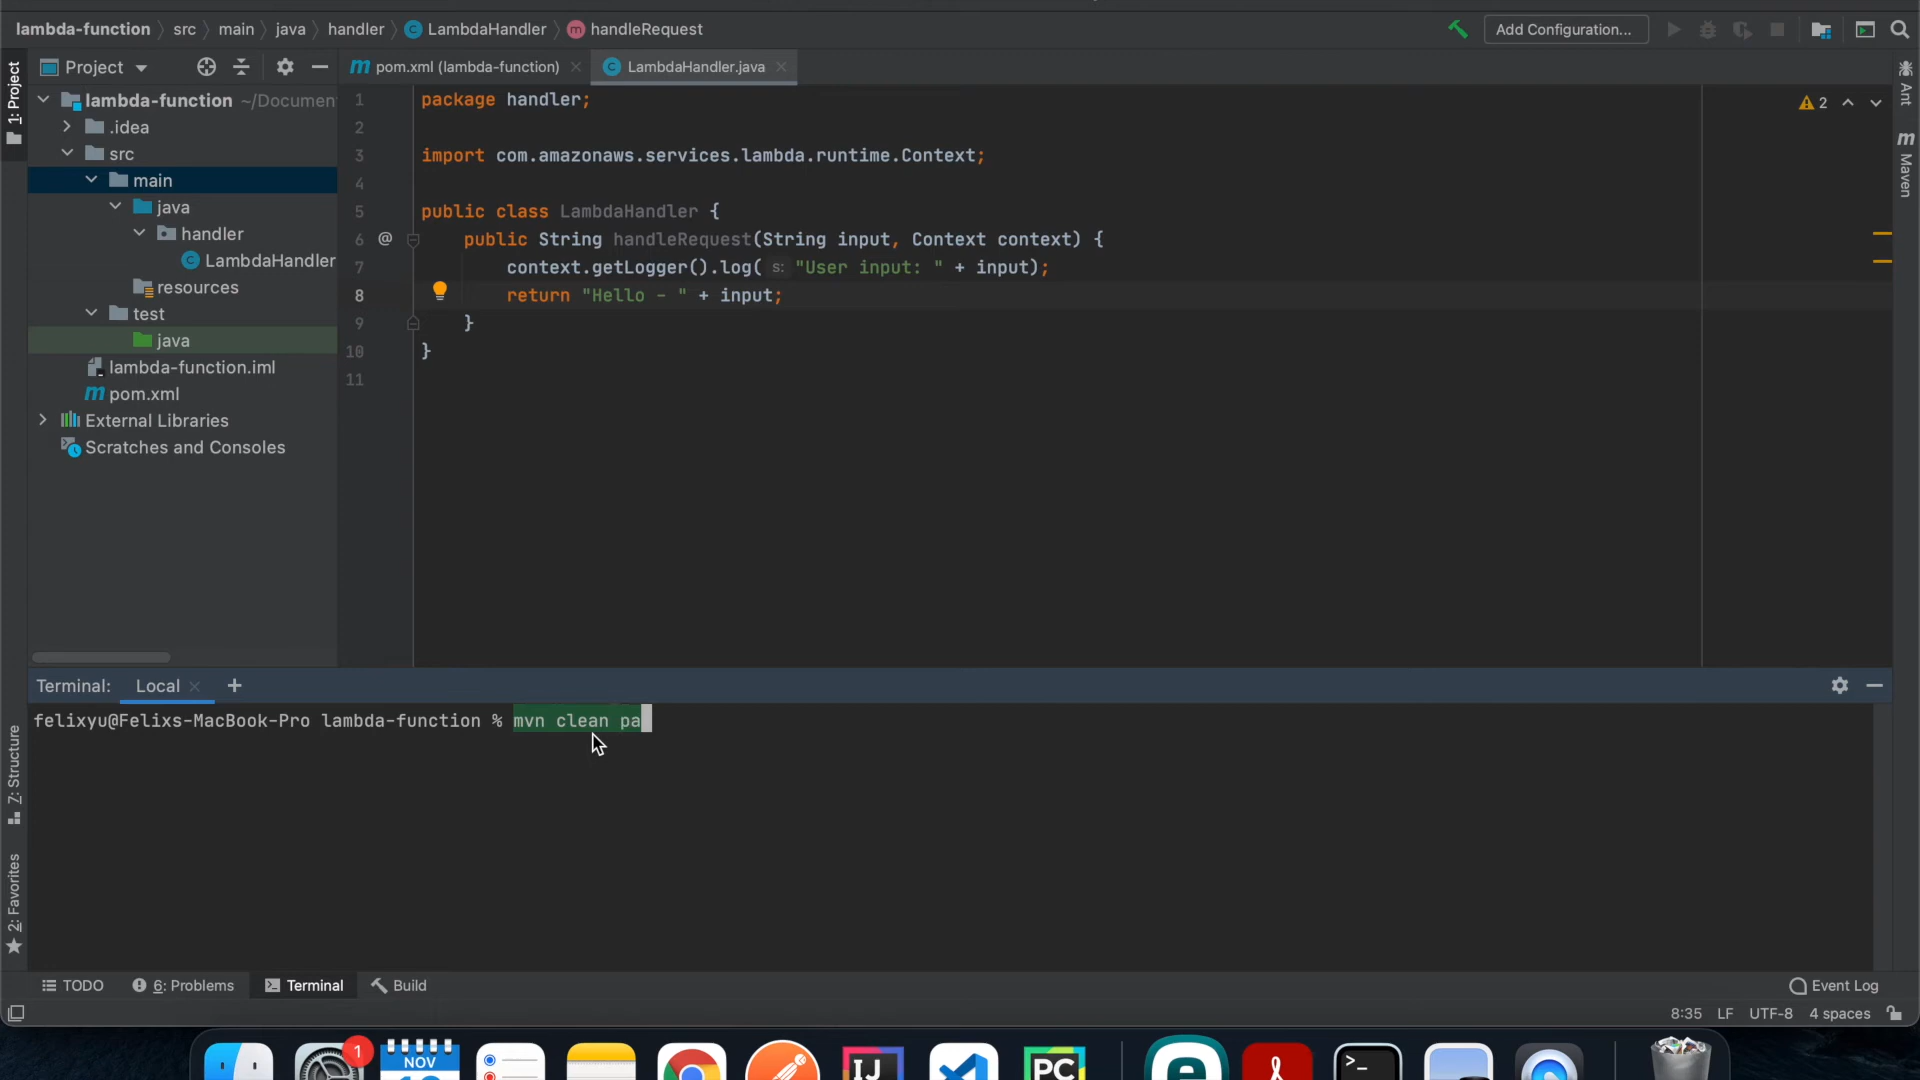 lambda-function src main java handler LambdaHandler handleRequest
Add Configuration...
1: Project
Project
pom.xml (lambda-function)
LambdaHandler.java
lambda-function ~/Documen
.idea
src
main
java
handler
LambdaHandler
resources
test
java
lambda-function.iml
pom.xml
External Libraries
Scratches and Consoles
1 package handler;
2
3 import com.amazonaws.services.lambda.runtime.Context;
4
5 public class LambdaHandler {
6 @ public String handleRequest(String input, Context context) {
7 context.getLogger().log( s: "User input: " + input);
8 return "Hello - " + input;
9 }
10 }
11
2
Ant
m Maven
Terminal: Local +
felixyu@Felixs-MacBook-Pro lambda-function % mvn clean pa
Z: Structure
2: Favorites
TODO
6: Problems
Terminal
Build
Event Log
8:35 LF UTF-8 4 spaces
1
NOV
IJ
PC
>_